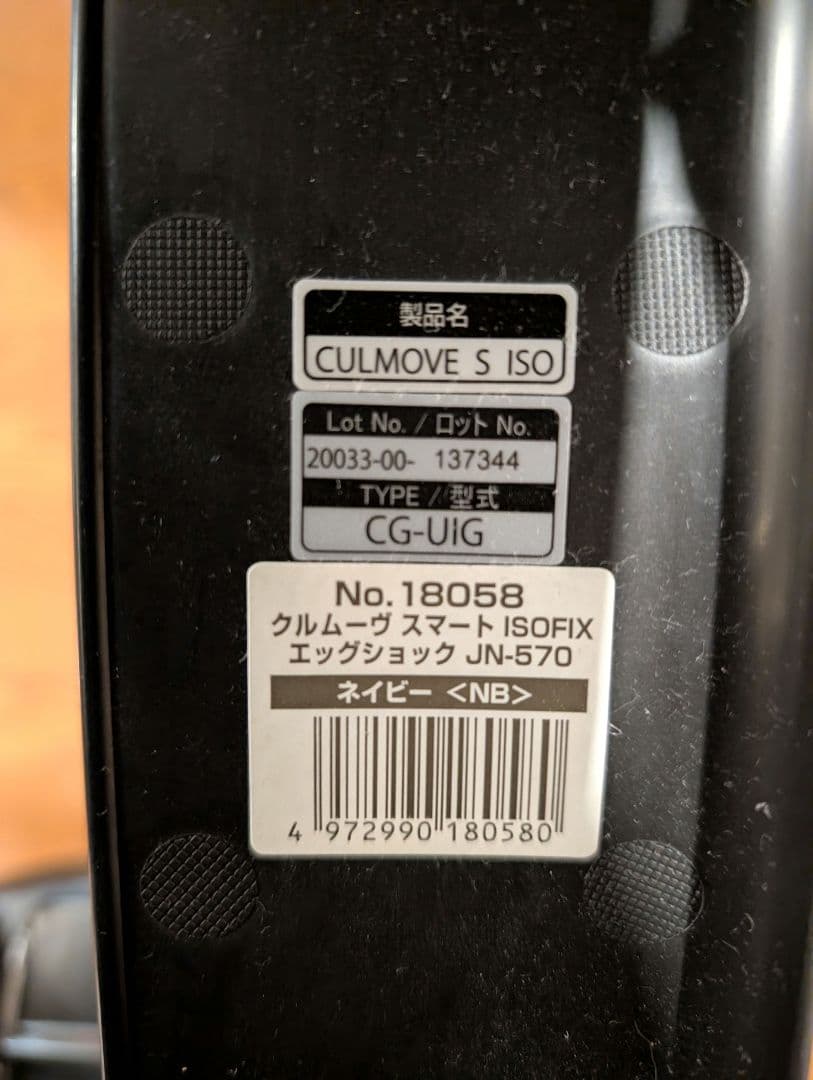 製品名
CULMOVE S ISO
Lot No. / ロット No.
20033-00- 137344
TYPE / 型式
CG-UIG
No.18058
クルムーヴ スマート ISOFIX
エッグショック JN-570
ネイビー <NB>
4 972990 180580